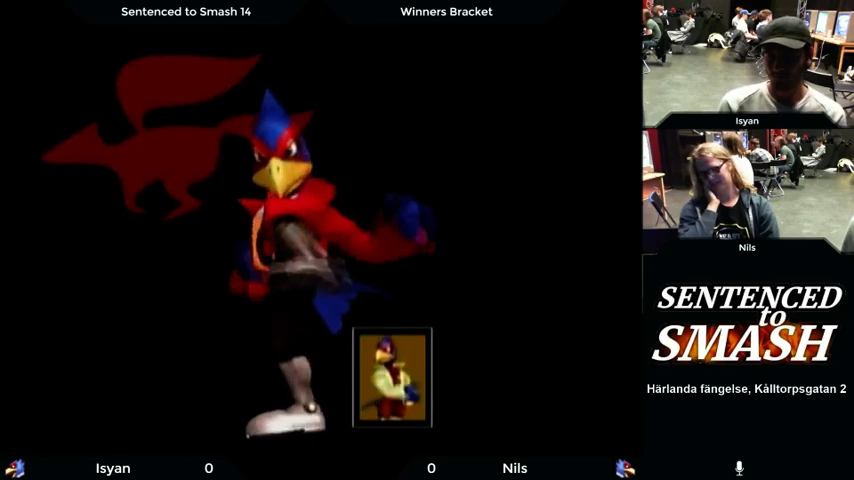 Sentenced to Smash 14
Winners Bracket
Isyan
Nils
SENTENCED
to
SMASH
Härlanda fängelse, Kålltorpsgatan 2
Isyan 0
0 Nils